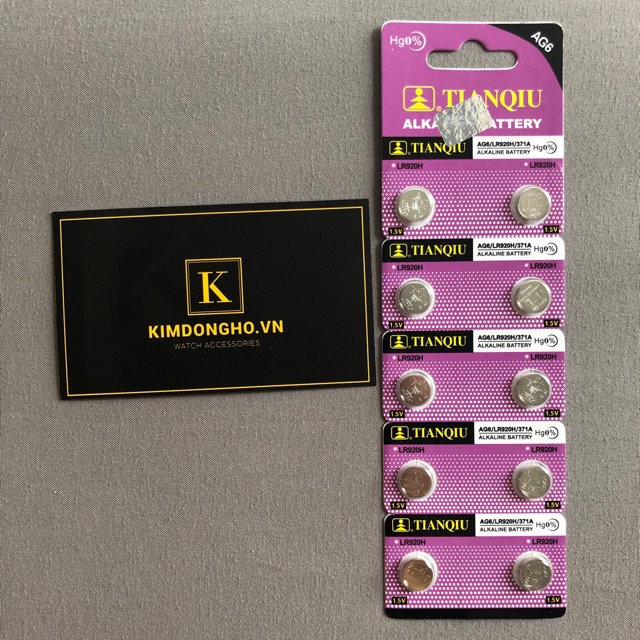 Hg0%
AG6
TIANQIU
ALKA BATTERY
TIANQIU
AG6/LR920H/371A
ALKALINE BATTERY
Hg0%
LR920H
LR920H
1.5V
1.5V
TIANQIU
AG6/LR920H/371A
ALKALINE BATTERY
Hg0%
LR920H
LR920H
1.5V
1.5V
TIANQIU
AG6/LR920H/371A
ALKALINE BATTERY
Hg0%
LR920H
LR920H
1.5V
1.5V
TIANQIU
AG6/LR920H/371A
ALKALINE BATTERY
Hg0%
LR920H
LR920H
1.5V
1.5V
TIANQIU
AG6/LR920H/371A
ALKALINE BATTERY
Hg0%
LR920H
LR920H
1.5V
1.5V
K
KIMDONGHO.VN
WATCH ACCESSORIES